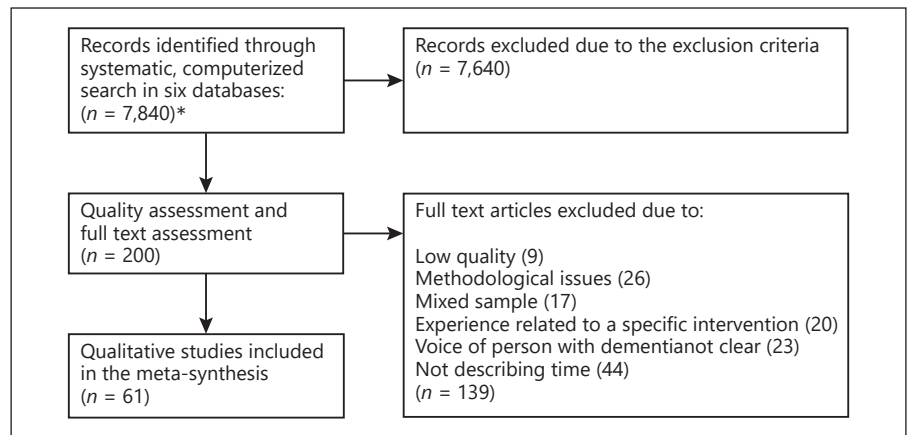 Records identified through
systematic, computerized
search in six databases:
(n = 7,840)*
Records excluded due to the exclusion criteria
(n = 7,640)
Quality assessment and
full text assessment
(n = 200)
Full text articles excluded due to:
Low quality (9)
Methodological issues (26)
Mixed sample (17)
Experience related to a specific intervention (20)
Voice of person with dementianot clear (23)
Not describing time (44)
(n = 139)
Qualitative studies included
in the meta-synthesis
(n = 61)